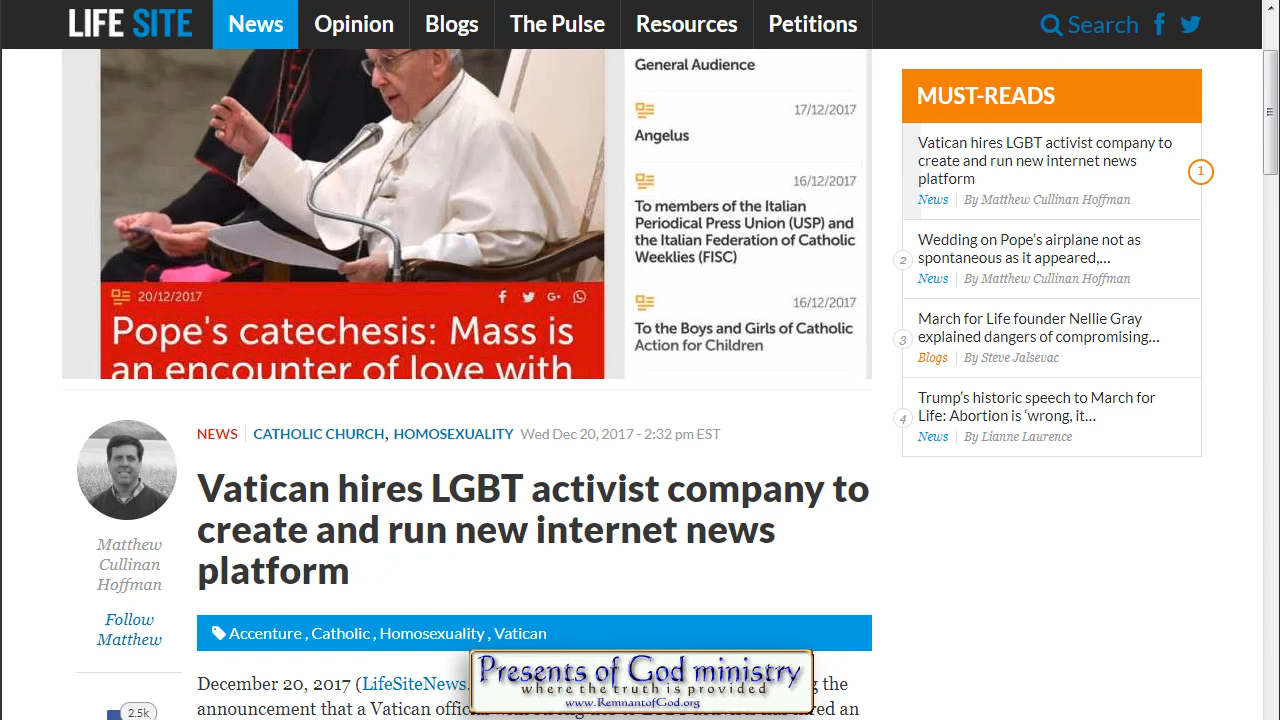 LIFE SITE News Opinion Blogs The Pulse Resources Petitions Search
General Audience
17/12/2017
Angelus
16/12/2017
To members of the Italian
Periodical Press Union (USP) and
the Italian Federation of Catholic
Weeklies (FISC)
16/12/2017
To the Boys and Girls of Catholic
Action for Children
20/12/2017
Pope's catechesis: Mass is
an encounter of love with
MUST-READS
Vatican hires LGBT activist company to
create and run new internet news
platform
1
News By Matthew Cullinan Hoffman
Wedding on Pope's airplane not as
2 spontaneous as it appeared,...
News By Matthew Cullinan Hoffman
March for Life founder Nellie Gray
3 explained dangers of compromising...
Blogs By Steve Jalsevac
Trump's historic speech to March for
4 Life: Abortion is 'wrong, it...
News By Lianne Laurence
NEWS CATHOLIC CHURCH, HOMOSEXUALITY Wed Dec 20, 2017 - 2:32 pm EST
Vatican hires LGBT activist company to
create and run new internet news
platform
Matthew
Cullinan
Hoffman
Follow
Matthew
2.5k
Accenture , Catholic , Homosexuality , Vatican
December 20, 2017 (LifeSiteNews. the
announcement that a Vatican an
Presents of God ministry
where the truth is provided
www.RemnantofGod.org